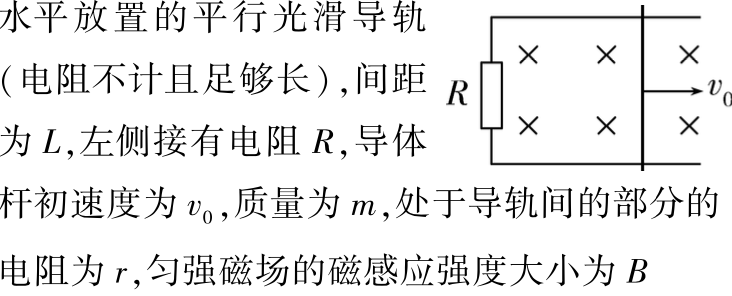 水平放置的平行光滑导轨
(电阻不计且足够长),间距
为 L,左侧接有电阻 R,导体
杆初速度为 v₀,质量为 m,处于导轨间的部分的
电阻为 r,匀强磁场的磁感应强度大小为 B
R
v₀